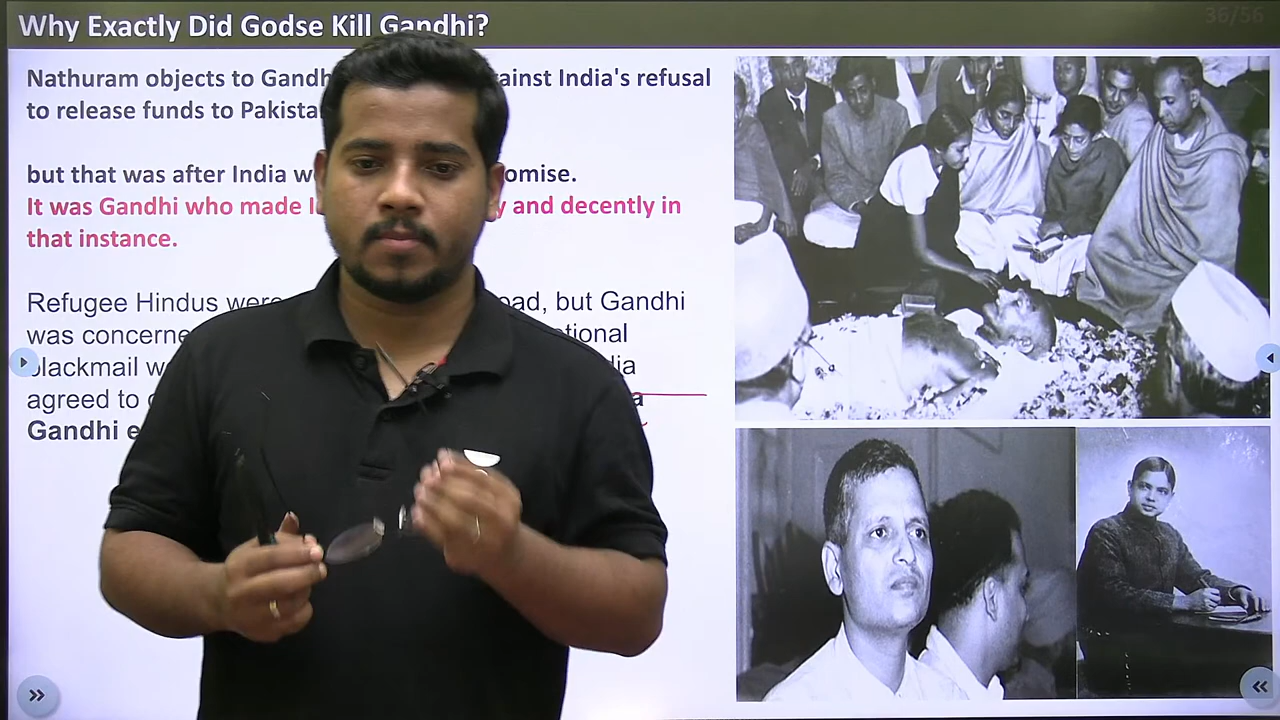 Why Exactly Did Godse Kill Gandhi?
36/56
Nathuram objects to Gandh ainst India's refusal
to release funds to Pakistan
but that was after India w omise.
It was Gandhi who made I y and decently in
that instance.
Refugee Hindus were ad, but Gandhi
was concerne tional
blackmail w dia
agreed to a
Gandhi e